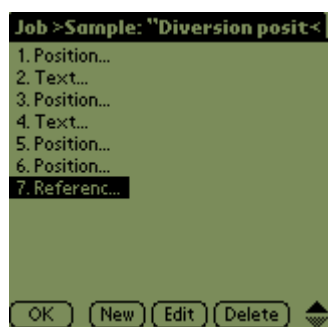 Job >Sample: "Diversion posit<
1. Position...
2. Text...
3. Position...
4. Text...
5. Position...
6. Position...
7. Referenc...
OK New Edit Delete